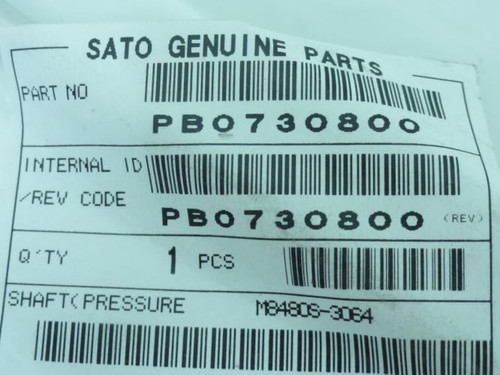 SATO GENUINE PARTS
PART NO
PB0730800
INTERNAL ID
/REV CODE
PB0730800 (REV)
Q'TY 1 PCS
SHAFT(PRESSURE M8480S-3064